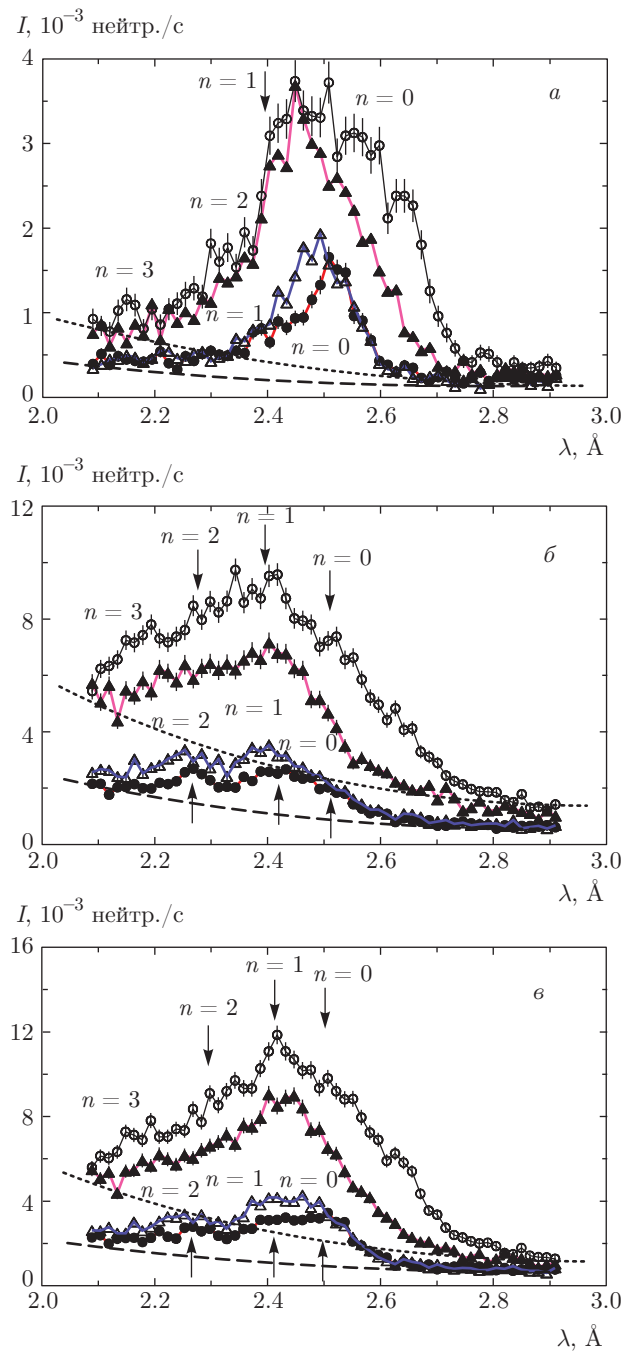 I, 10⁻³ нейтр./с
4
3
2
1
0
n = 1
n = 0
а
n = 2
n = 3
n = 1
n = 0
2.0 2.2 2.4 2.6 2.8 3.0
λ, Å
I, 10⁻³ нейтр./с
12
8
4
0
n = 1
n = 2
n = 0
б
n = 3
n = 1
n = 2
n = 0
2.0 2.2 2.4 2.6 2.8 3.0
λ, Å
I, 10⁻³ нейтр./с
16
12
8
4
0
n = 1
n = 0
в
n = 2
n = 3
n = 1
n = 0
n = 2
2.0 2.2 2.4 2.6 2.8 3.0
λ, Å